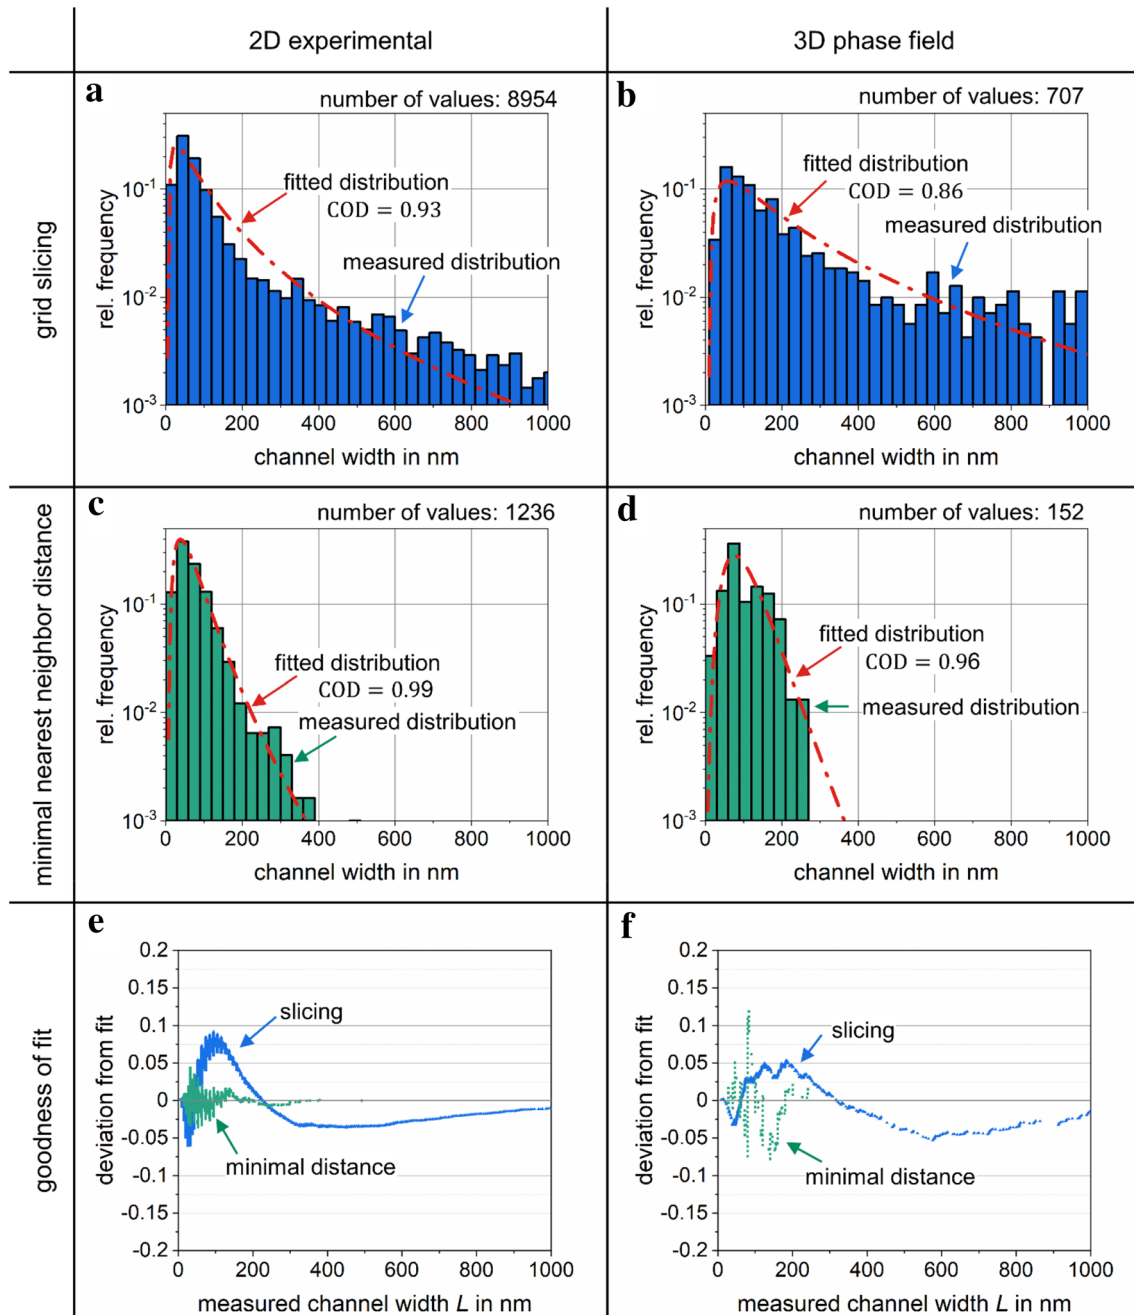 2D experimental
3D phase field
grid slicing
a
number of values: 8954
fitted distribution
COD = 0.93
measured distribution
rel. frequency
10-1
10-2
10-3
0 200 400 600 800 1000
channel width in nm
b
number of values: 707
fitted distribution
COD = 0.86
measured distribution
rel. frequency
10-1
10-2
10-3
0 200 400 600 800 1000
channel width in nm
minimal nearest neighbor distance
c
number of values: 1236
fitted distribution
COD = 0.99
measured distribution
rel. frequency
10-1
10-2
10-3
0 200 400 600 800 1000
channel width in nm
d
number of values: 152
fitted distribution
COD = 0.96
measured distribution
rel. frequency
10-1
10-2
10-3
0 200 400 600 800 1000
channel width in nm
goodness of fit
e
deviation from fit
0.2
0.15
0.1
0.05
0
-0.05
-0.1
-0.15
-0.2
slicing
minimal distance
0 200 400 600 800 1000
measured channel width L in nm
f
deviation from fit
0.2
0.15
0.1
0.05
0
-0.05
-0.1
-0.15
-0.2
slicing
minimal distance
0 200 400 600 800 1000
measured channel width L in nm